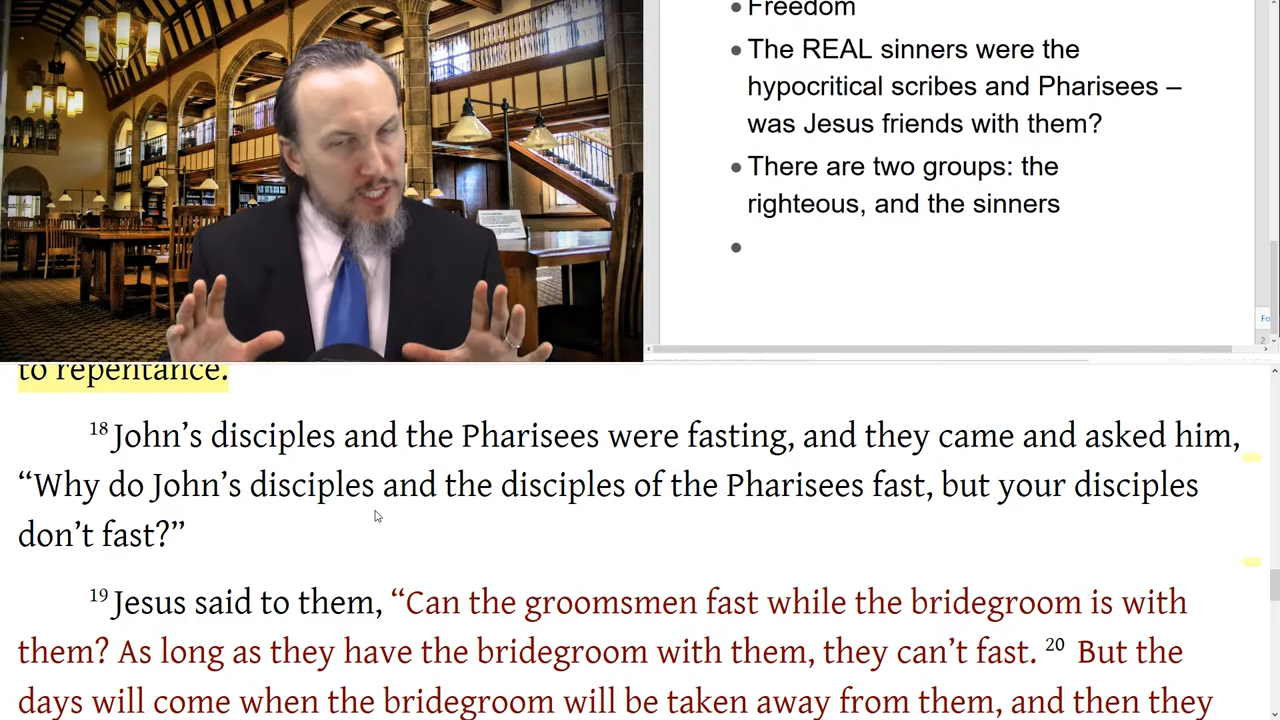 Freedom
• The REAL sinners were the
hypocritical scribes and Pharisees –
was Jesus friends with them?
• There are two groups: the
righteous, and the sinners
•
Fo
2
to repentance.
18 John’s disciples and the Pharisees were fasting, and they came and asked him,
“Why do John’s disciples and the disciples of the Pharisees fast, but your disciples
don’t fast?”
19 Jesus said to them, “Can the groomsmen fast while the bridegroom is with
them? As long as they have the bridegroom with them, they can’t fast. 20 But the
days will come when the bridegroom will be taken away from them, and then they